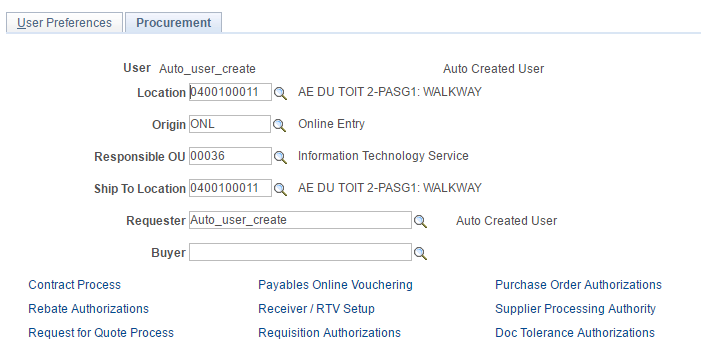 User Preferences Procurement
User Auto_user_create Auto Created User
Location 0400100011 AE DU TOIT 2-PASG1: WALKWAY
Origin ONL Online Entry
Responsible OU 00036 Information Technology Service
Ship To Location 0400100011 AE DU TOIT 2-PASG1: WALKWAY
Requester Auto_user_create Auto Created User
Buyer
Contract Process Payables Online Vouchering Purchase Order Authorizations
Rebate Authorizations Receiver / RTV Setup Supplier Processing Authority
Request for Quote Process Requisition Authorizations Doc Tolerance Authorizations